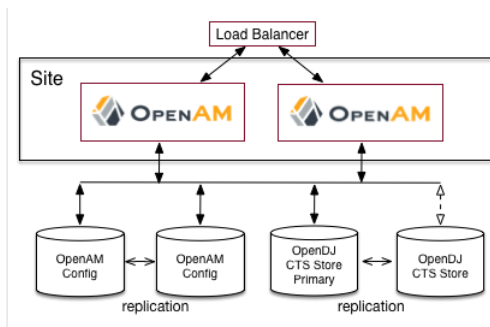 Load Balancer
Site
OPENAM
OPENAM
OpenAM
Config
OpenAM
Config
OpenDJ
CTS Store
Primary
OpenDJ
CTS Store
replication
replication